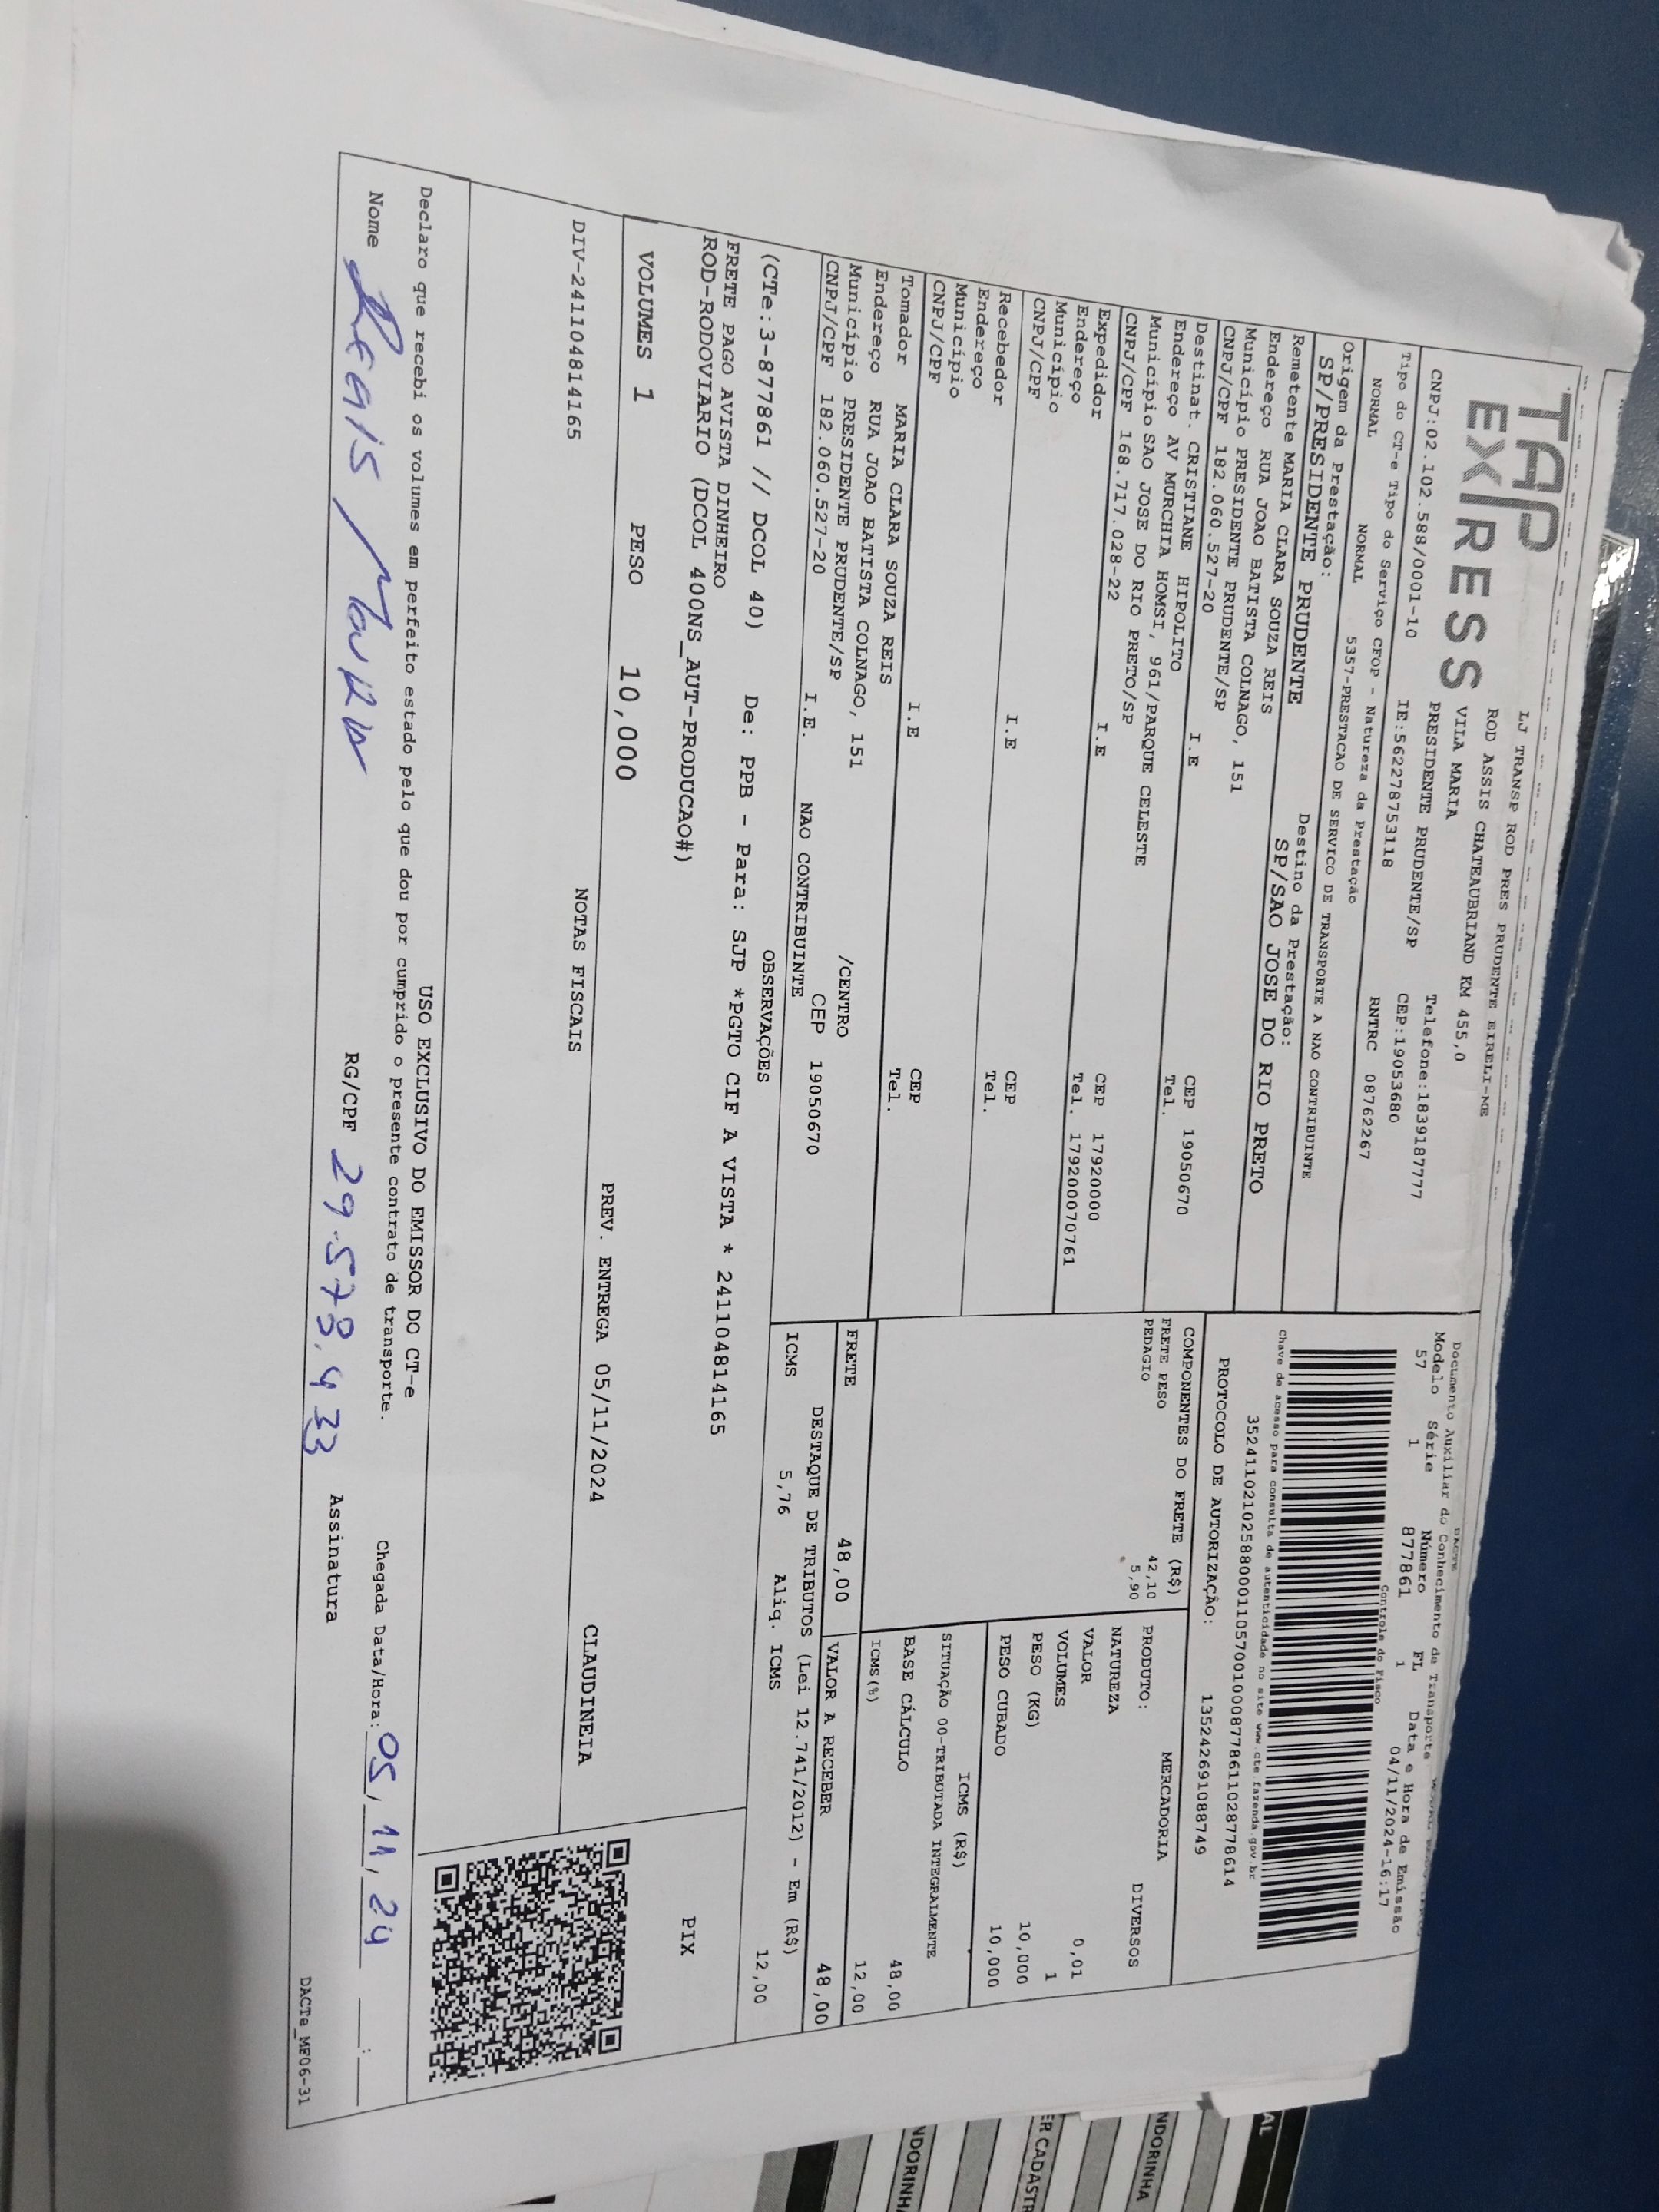 TAP
EXPRESS
LJ TRANSP ROD PRES PRUDENTE EIRELI-ME
ROD ASSIS CHATEAUBRIAND KM 455,0
VILA MARIA
PRESIDENTE PRUDENTE/SP Telefone:1839187777
CNPJ:02.102.588/0001-10 IE:562278753118 CEP:19053680
Tipo do CT-e Tipo do Serviço CFOP - Natureza da Prestação RNTRC 08762267
NORMAL NORMAL 5357-PRESTACAO DE SERVICO DE TRANSPORTE A NAO CONTRIBUINTE
DACTE
Documento Auxiliar do Conhecimento de Transporte
Modelo Série Número FL Data e Hora de Emissão
57 1 877861 1 04/11/2024-16:17
Controle do Fisco
Chave de acesso para consulta de autenticidade no site www.cte.fazenda.gov.br
35241102102588000110570010008778611028778614
PROTOCOLO DE AUTORIZAÇÃO: 135242691088749
Origem da Prestação: Destino da Prestação:
SP/PRESIDENTE PRUDENTE SP/SAO JOSE DO RIO PRETO
Remetente MARIA CLARA SOUZA REIS
Endereço RUA JOAO BATISTA COLNAGO, 151
Município PRESIDENTE PRUDENTE/SP CEP 19050670
CNPJ/CPF 182.060.527-20 I.E Tel.
Destinat. CRISTIANE HIPOLITO
Endereço AV MURCHIA HOMSI, 961/PARQUE CELESTE
Município SAO JOSE DO RIO PRETO/SP CEP 17920000
CNPJ/CPF 168.717.028-22 I.E Tel. 179200070761
Expedidor
Endereço
Município CEP
CNPJ/CPF I.E Tel.
Recebedor
Endereço
Município CEP
CNPJ/CPF I.E Tel.
Tomador MARIA CLARA SOUZA REIS
Endereço RUA JOAO BATISTA COLNAGO, 151 /CENTRO
Município PRESIDENTE PRUDENTE/SP CEP 19050670
CNPJ/CPF 182.060.527-20 I.E. NAO CONTRIBUINTE
COMPONENTES DO FRETE (R$)
FRETE PESO 42,10
PEDAGIO 5,90
MERCADORIA
PRODUTO: DIVERSOS
NATUREZA
VALOR 0,01
VOLUMES 1
PESO (KG) 10,000
PESO CUBADO 10,000
ICMS (R$)
SITUAÇÃO 00-TRIBUTADA INTEGRALMENTE
BASE CÁLCULO 48,00
ICMS(%) 12,00
FRETE 48,00 VALOR A RECEBER 48,00
DESTAQUE DE TRIBUTOS (Lei 12.741/2012) - Em (R$)
ICMS 5,76 Aliq. ICMS 12,00
OBSERVAÇÕES
(CTe:3-877861 // DCOL 40) De: PPB - Para: SJP *PGTO CIF A VISTA * 241104814165
FRETE PAGO AVISTA DINHEIRO
ROD-RODOVIARIO (DCOL 400NS_AUT-PRODUCAO#)
PIX
VOLUMES 1 PESO 10,000 PREV. ENTREGA 05/11/2024 CLAUDINEIA
NOTAS FISCAIS
DIV-241104814165
USO EXCLUSIVO DO EMISSOR DO CT-e
Declaro que recebi os volumes em perfeito estado pelo que dou por cumprido o presente contrato de transporte.
Chegada Data/Hora: 05/11/24 __:__
Nome RG/CPF 29.578.433 Assinatura
DACTe_MF06-31
AL
NDORINHA
ER CADASTR
NDORINHA